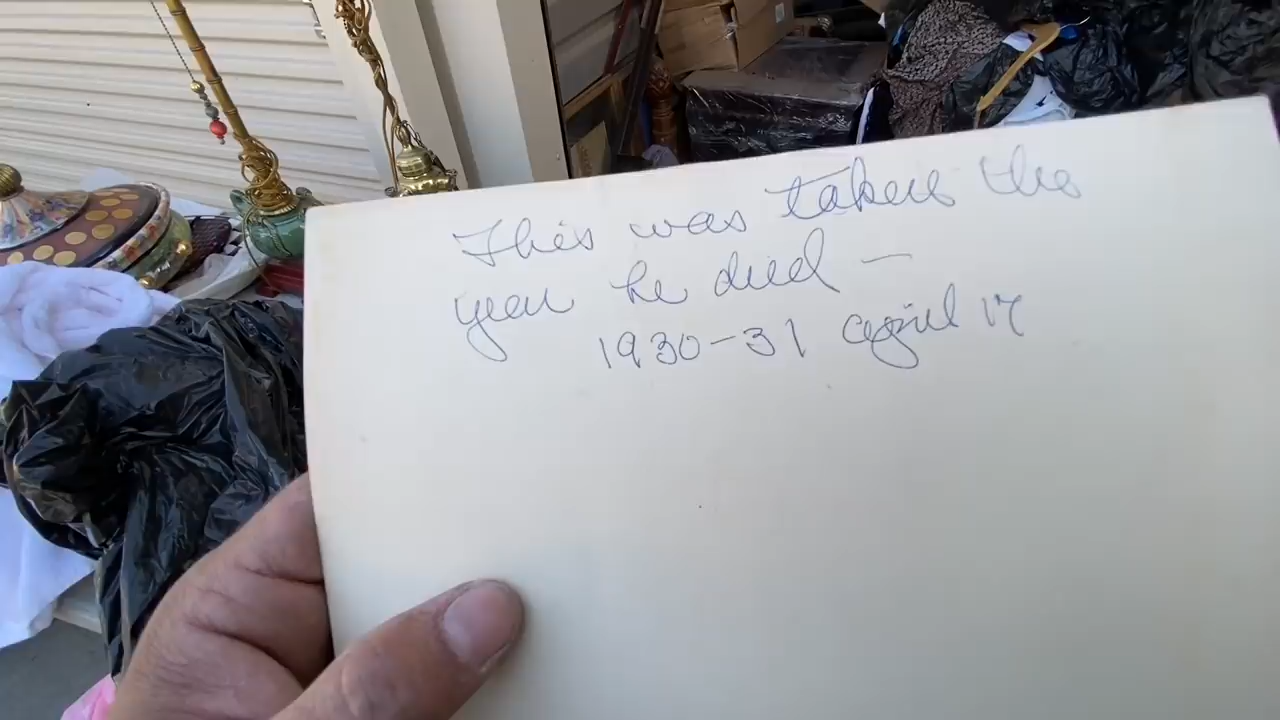 This was taken the
year he died —
1930-31 april 17